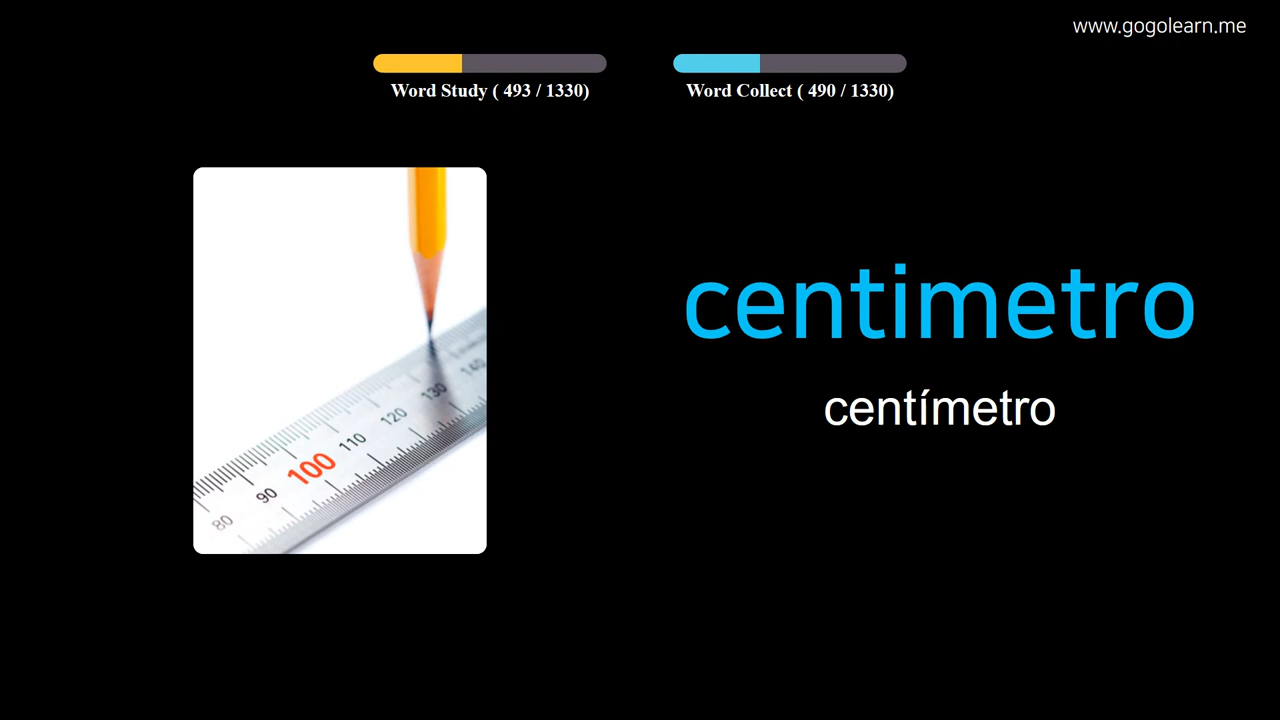 www.gogolearn.me
Word Study ( 493 / 1330)
Word Collect ( 490 / 1330)
centimetro
centímetro
80
90
100
110
120
130
140